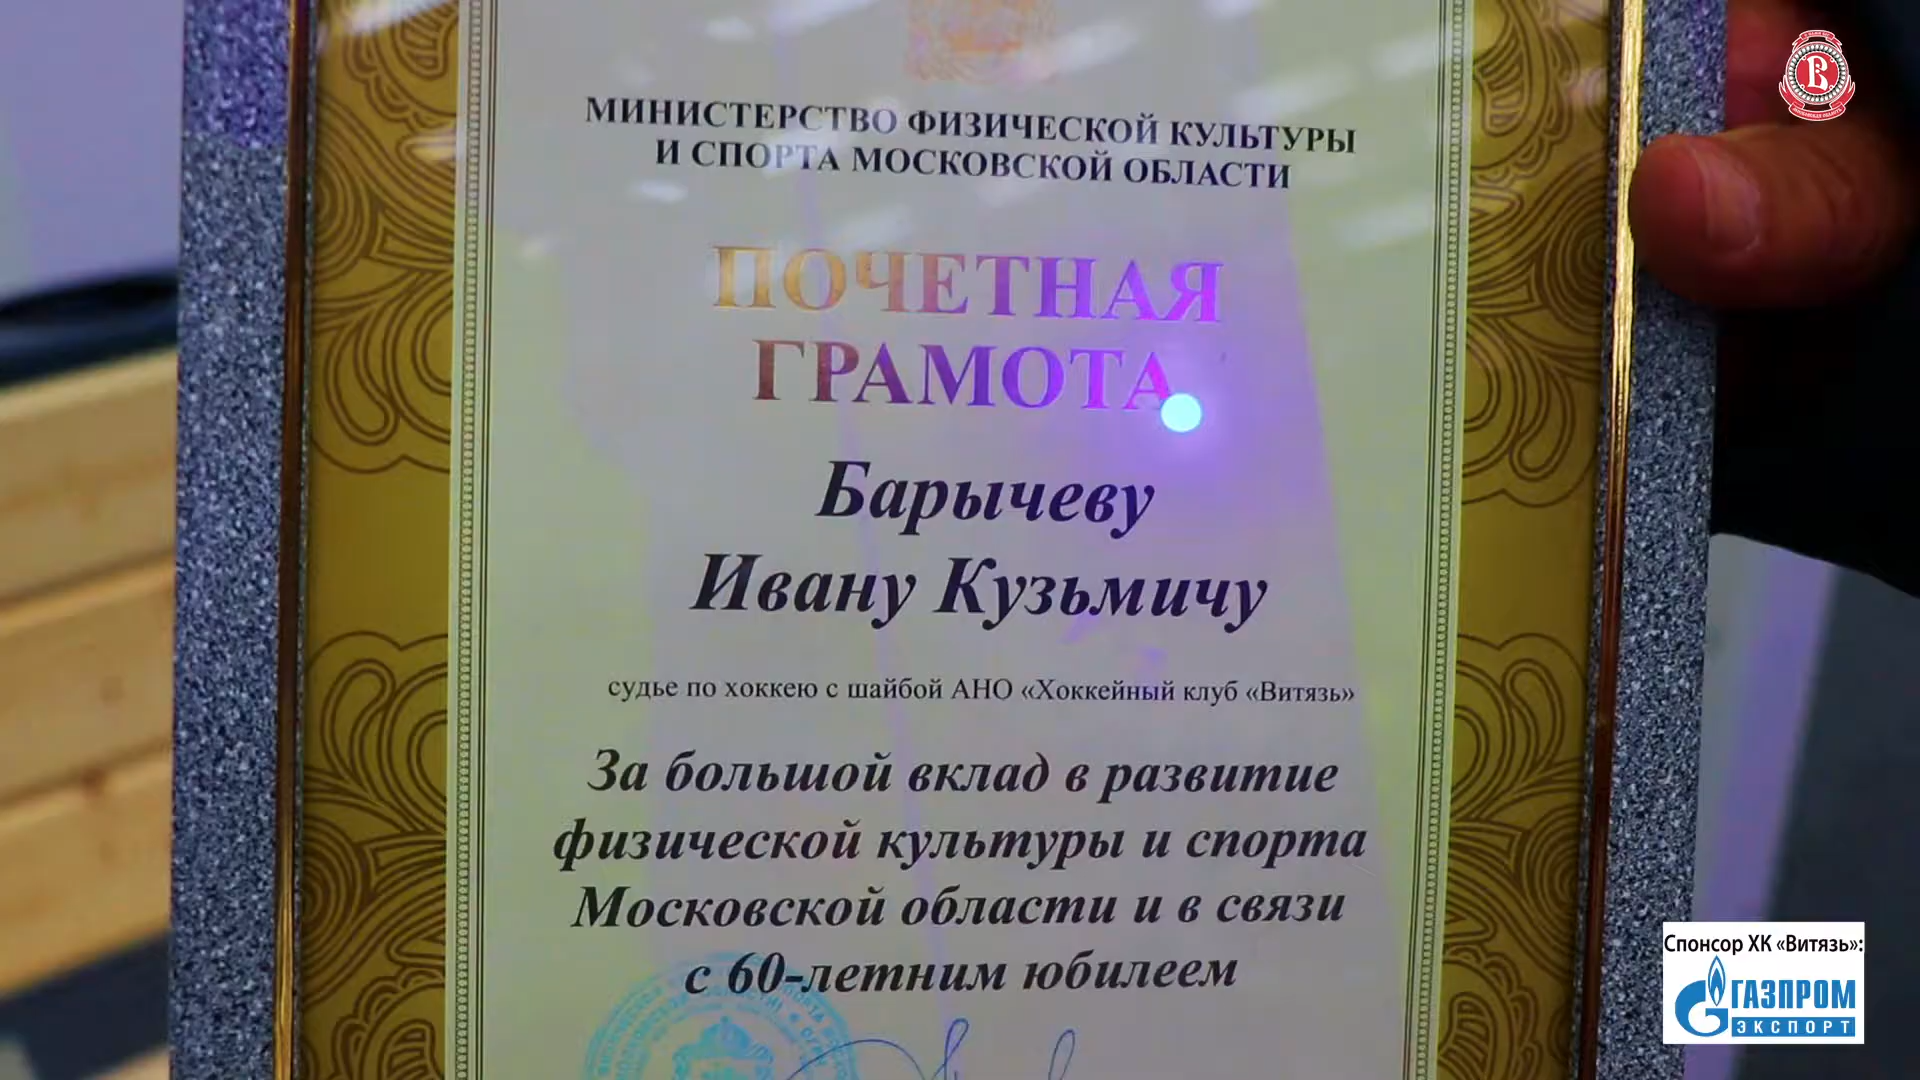 МИНИСТЕРСТВО ФИЗИЧЕСКОЙ КУЛЬТУРЫ
И СПОРТА МОСКОВСКОЙ ОБЛАСТИ
ПОЧЕТНАЯ
ГРАМОТА
Барычеву
Ивану Кузьмичу
судье по хоккею с шайбой АНО «Хоккейный клуб «Витязь»
За большой вклад в развитие
физической культуры и спорта
Московской области и в связи
с 60-летним юбилеем
Спонсор ХК «Витязь»:
ГАЗПРОМ
ЭКСПОРТ